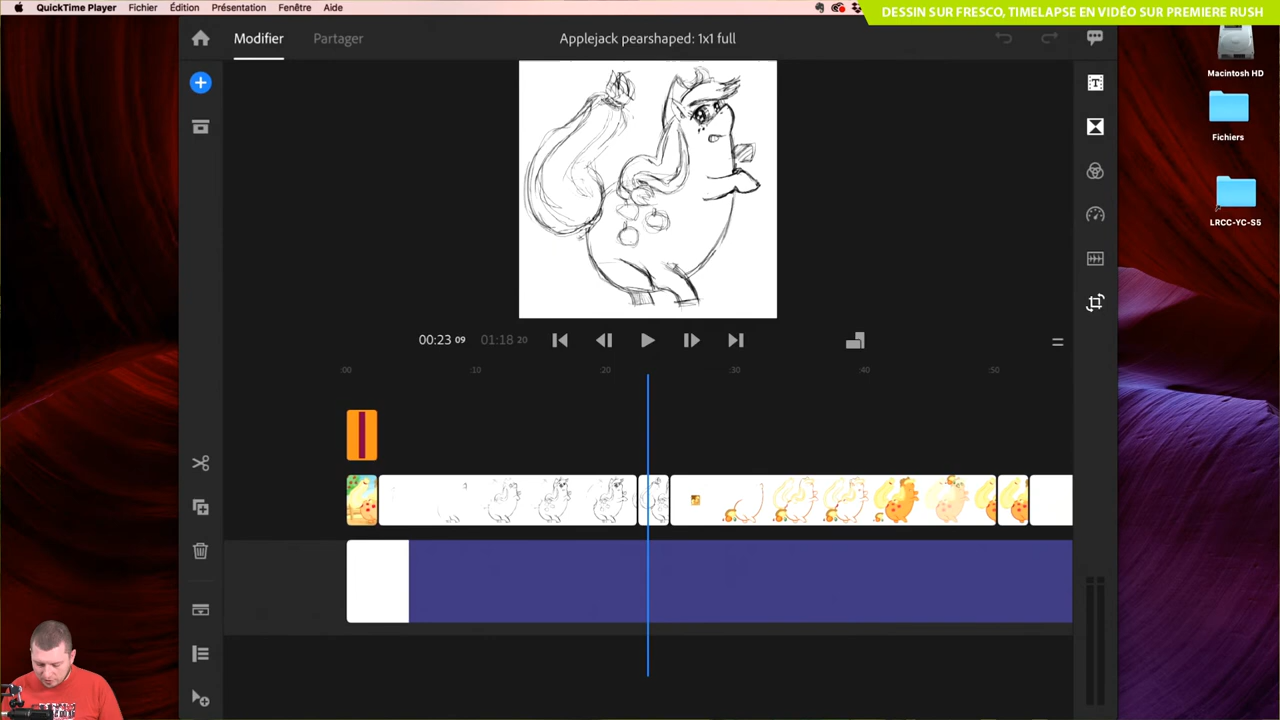 QuickTime Player Fichier Édition Présentation Fenêtre Aide
DESSIN SUR FRESCO, TIMELAPSE EN VIDÉO SUR PREMIERE RUSH
Modifier Partager Applejack pearshaped: 1x1 full
Macintosh HD
Fichiers
LRCC-YC-S5
00:23 09 01:18 20
:00 :10 :20 :30 :40 :50